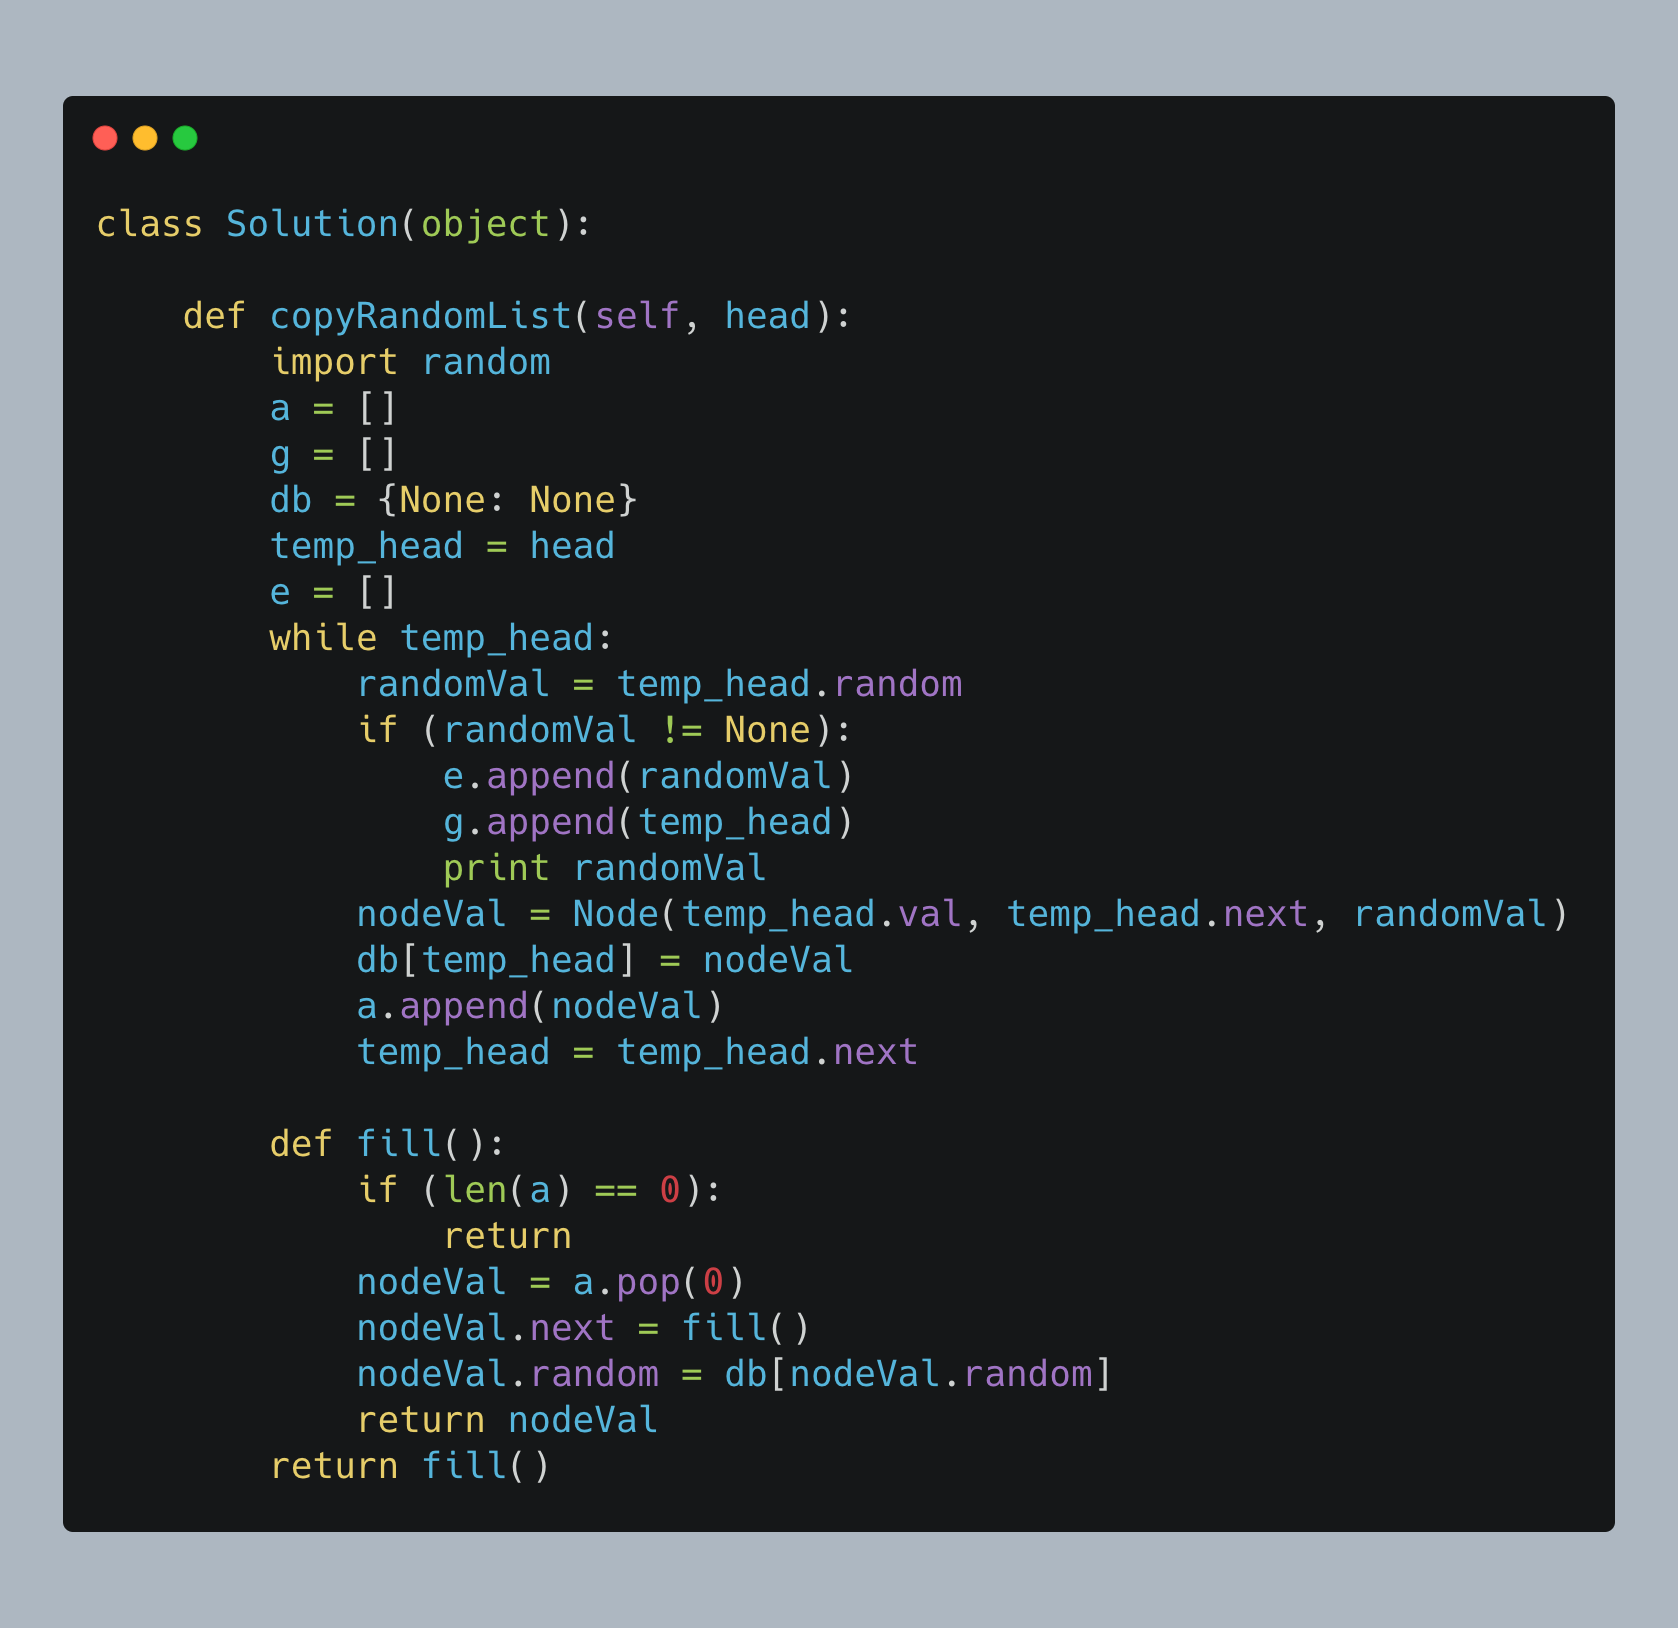 class Solution(object):

    def copyRandomList(self, head):
        import random
        a = []
        g = []
        db = {None: None}
        temp_head = head
        e = []
        while temp_head:
            randomVal = temp_head.random
            if (randomVal != None):
                e.append(randomVal)
                g.append(temp_head)
                print randomVal
            nodeVal = Node(temp_head.val, temp_head.next, randomVal)
            db[temp_head] = nodeVal
            a.append(nodeVal)
            temp_head = temp_head.next

        def fill():
            if (len(a) == 0):
                return
            nodeVal = a.pop(0)
            nodeVal.next = fill()
            nodeVal.random = db[nodeVal.random]
            return nodeVal
        return fill()